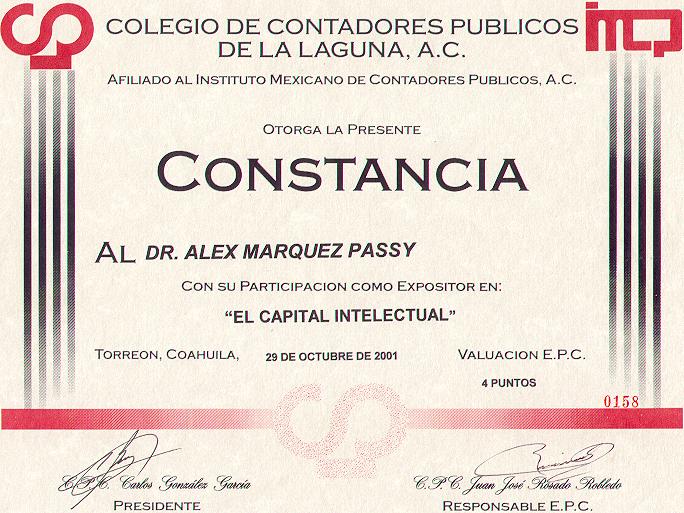 COLEGIO DE CONTADORES PUBLICOS
DE LA LAGUNA, A.C.
AFILIADO AL INSTITUTO MEXICANO DE CONTADORES PUBLICOS, A.C.
OTORGA LA PRESENTE
CONSTANCIA
AL DR. ALEX MARQUEZ PASSY
CON SU PARTICIPACION COMO EXPOSITOR EN:
"EL CAPITAL INTELECTUAL"
TORREON, COAHUILA, 29 DE OCTUBRE DE 2001 VALUACION E.P.C.
4 PUNTOS
0158
C.P.C. Carlos González García
PRESIDENTE
C.P.C. Juan José Rosado Robledo
RESPONSABLE E.P.C.